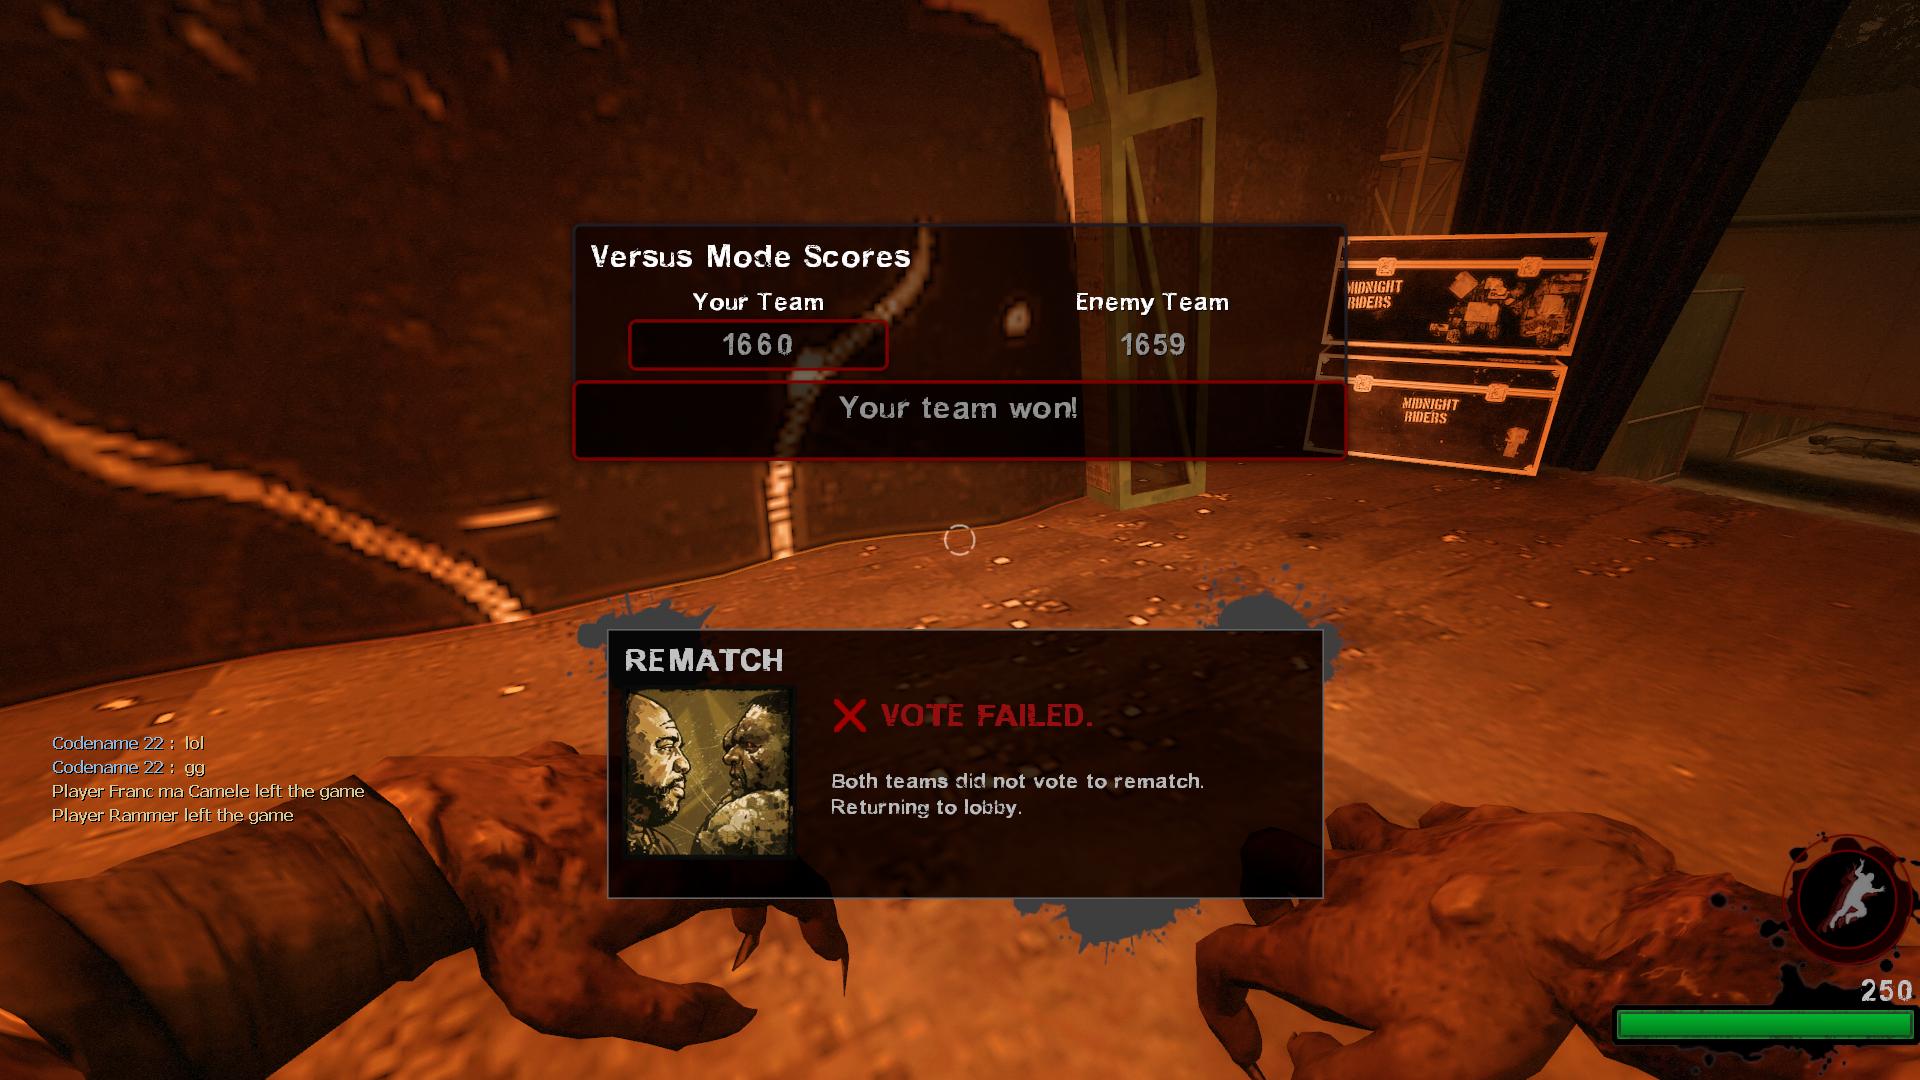 Versus Mode Scores
Your Team
Enemy Team
1660
1659
Your team won!
MIDNIGHT
RIDERS
MIDNIGHT
RIDERS
REMATCH
VOTE FAILED.
Both teams did not vote to rematch.
Returning to lobby.
Codename 22 : lol
Codename 22 : gg
Player Franc ma Camele left the game
Player Rammer left the game
250